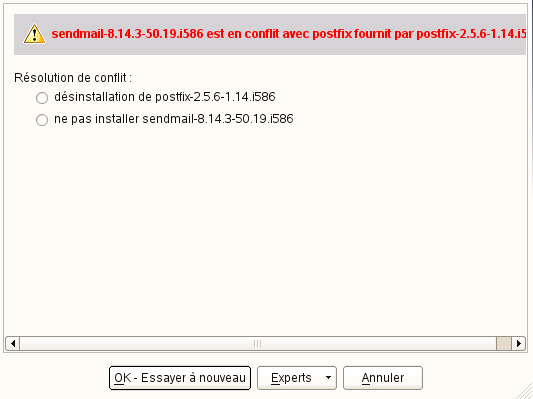 sendmail-8.14.3-50.19.i586 est en conflit avec postfix fournit par postfix-2.5.6-1.14.i5
Résolution de conflit :
désinstallation de postfix-2.5.6-1.14.i586
ne pas installer sendmail-8.14.3-50.19.i586
OK - Essayer à nouveau
Experts
Annuler